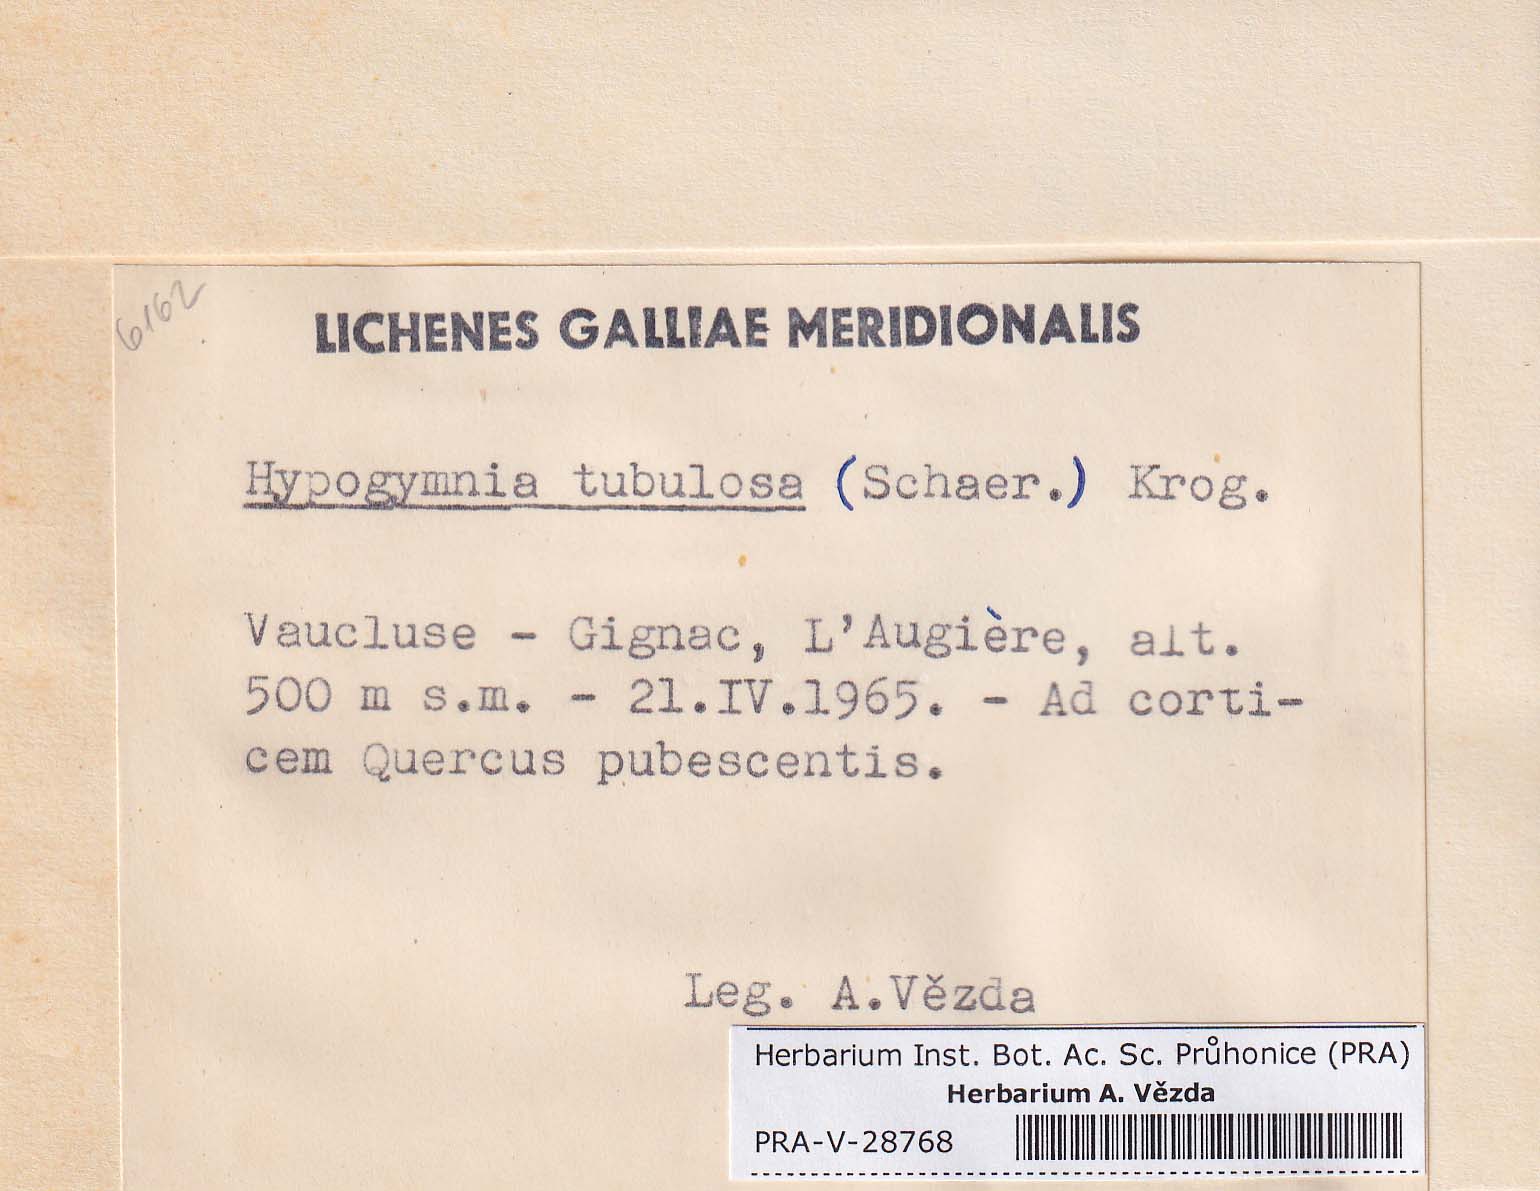 6162
LICHENES GALLIAE MERIDIONALIS
Hypogymnia tubulosa (Schaer.) Krog.
Vaucluse - Gignac, L'Augière, alt.
500 m s.m. - 21.IV.1965. - Ad corti-
cem Quercus pubescentis.
Leg. A.Vězda
Herbarium Inst. Bot. Ac. Sc. Průhonice (PRA)
Herbarium A. Vězda
PRA-V-28768